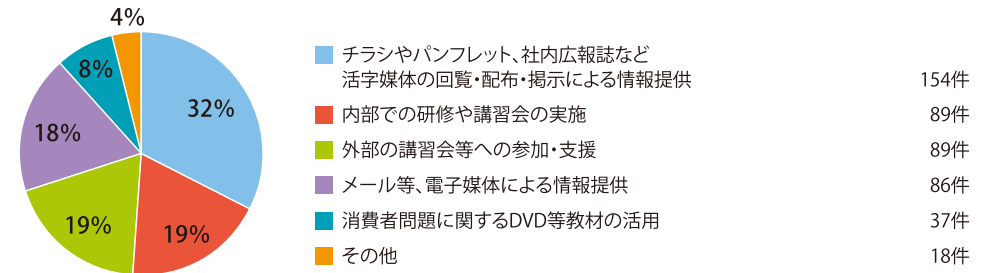 4%
8%
32%
18%
19%
19%
チラシやパンフレット、社内広報誌など
活字媒体の回覧・配布・掲示による情報提供 154件
内部での研修や講習会の実施 89件
外部の講習会等への参加・支援 89件
メール等、電子媒体による情報提供 86件
消費者問題に関するDVD等教材の活用 37件
その他 18件